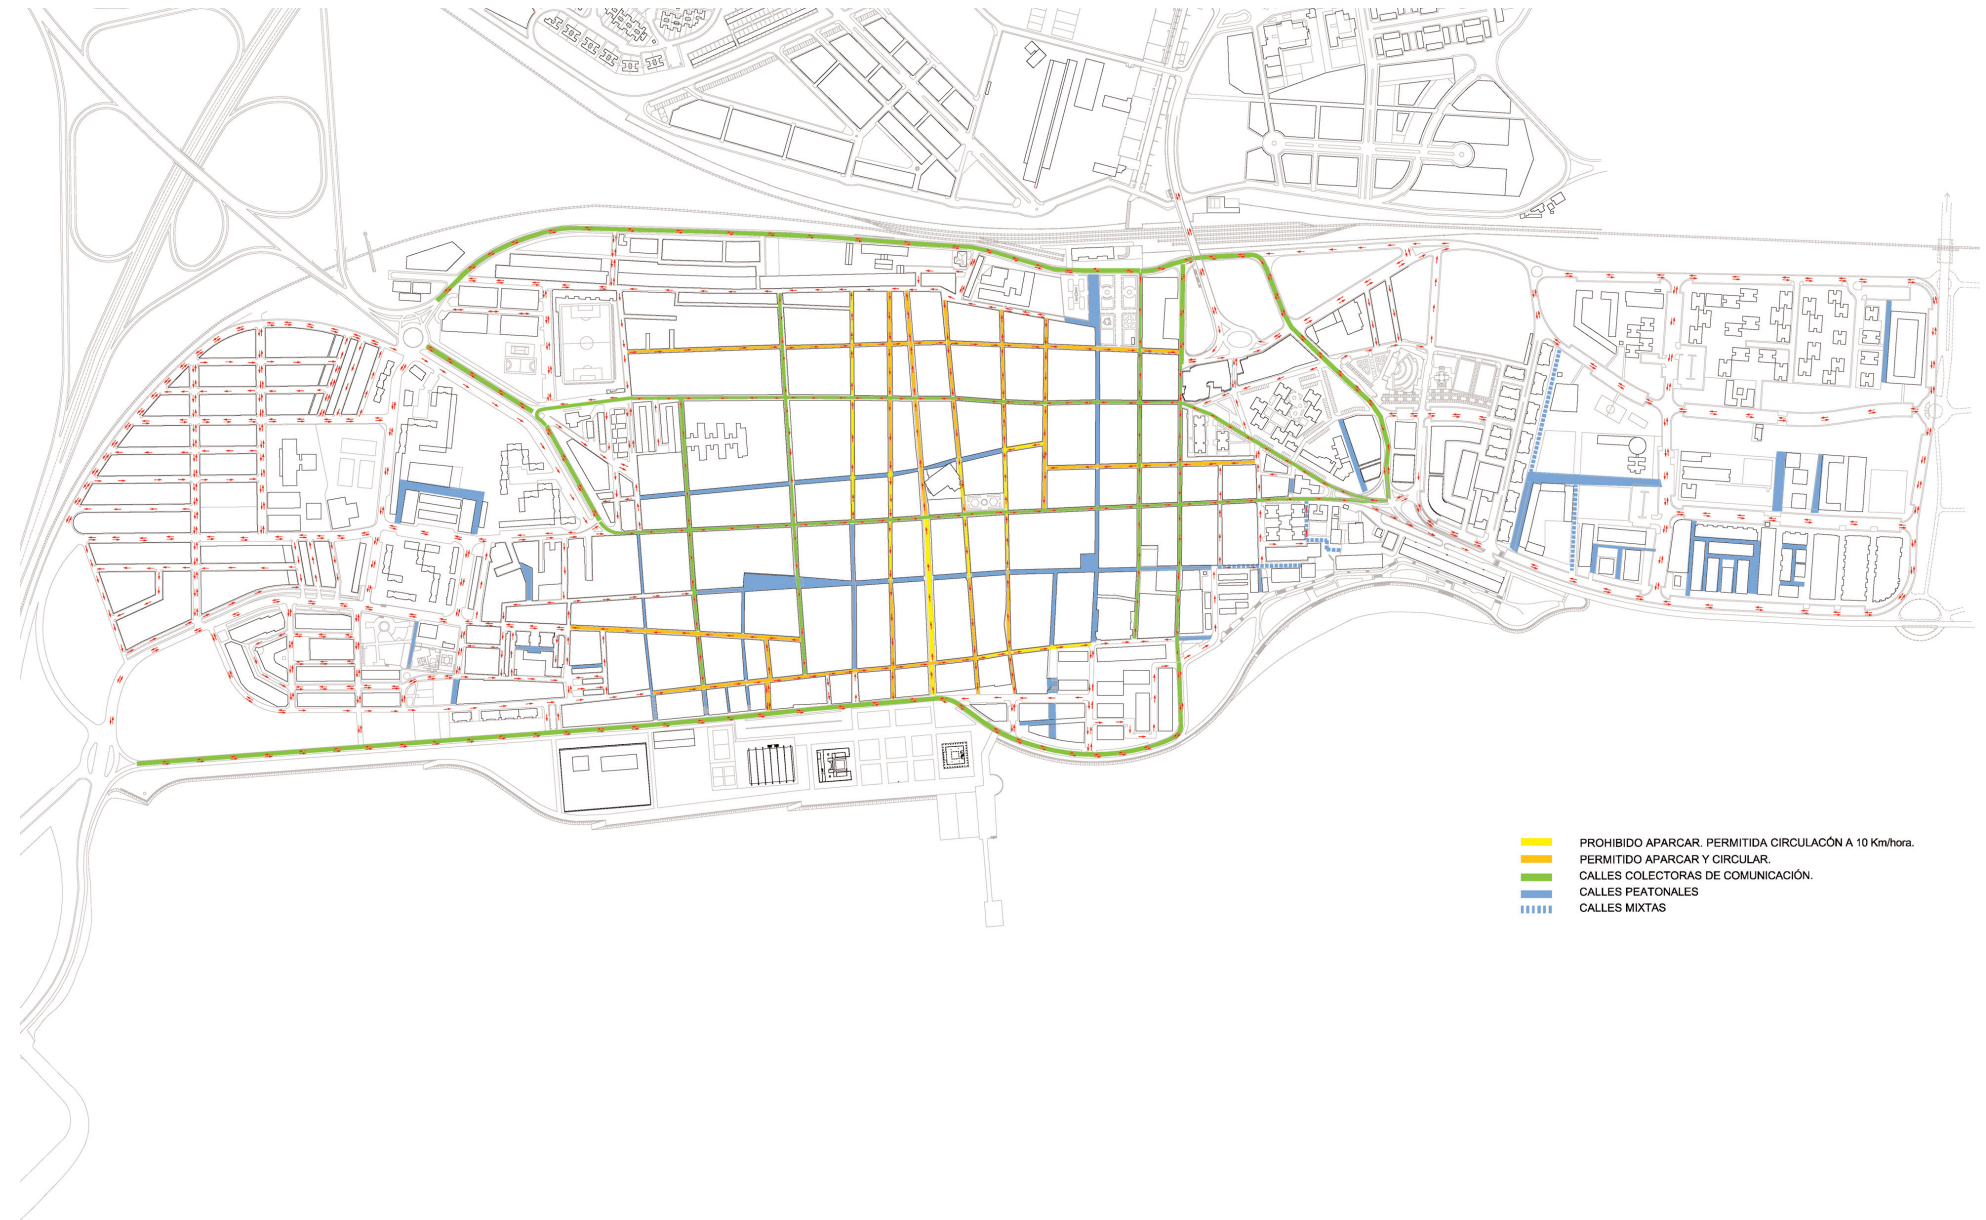 PROHIBIDO APARCAR. PERMITIDA CIRCULACÓN A 10 Km/hora.
PERMITIDO APARCAR Y CIRCULAR.
CALLES COLECTORAS DE COMUNICACIÓN.
CALLES PEATONALES
CALLES MIXTAS